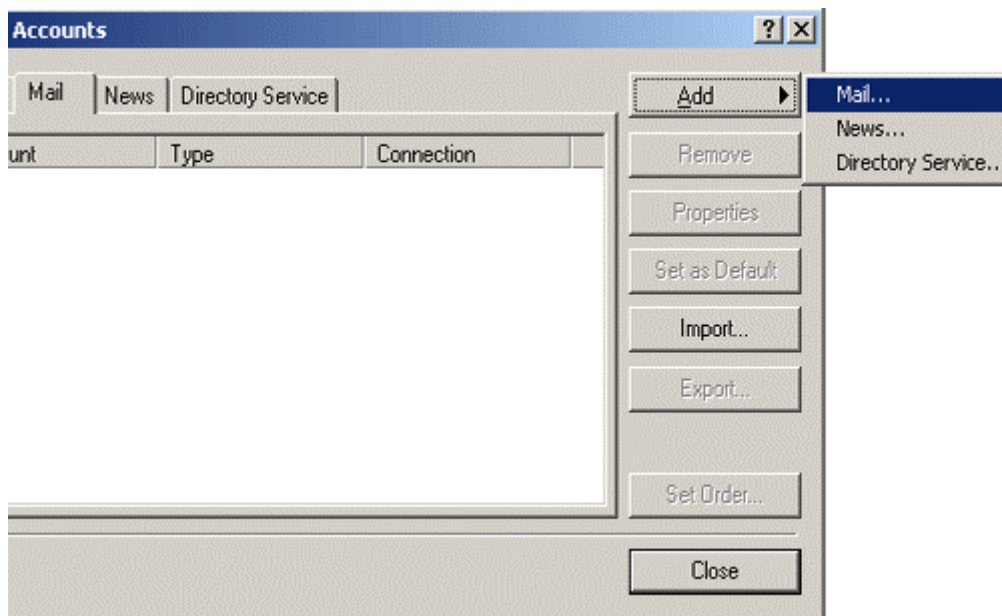 Accounts
Mail News Directory Service
unt Type Connection
Add
Mail...
News...
Directory Service..
Remove
Properties
Set as Default
Import...
Export...
Set Order...
Close